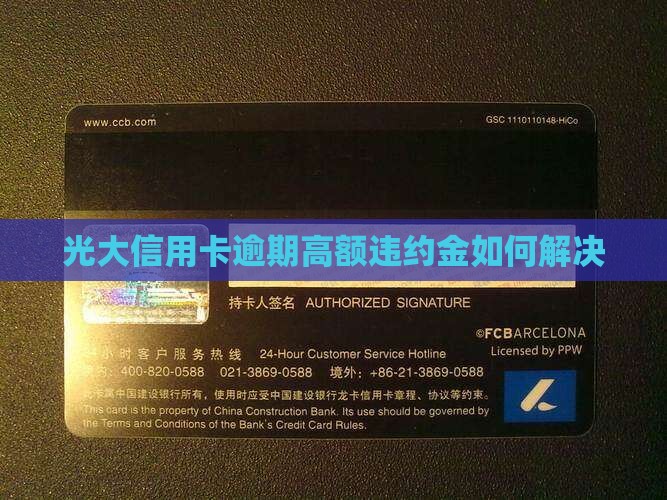 www.ccb.com
GSC 1110110148-HiCo
光大信用卡逾期高额违约金如何解决
持卡人签名 AUTHORIZED SIGNATURE
©FCBARCELONA
Licensed by PPW
小时客户服务热线 24-Hour Customer Service Hotline
400-820-0588 021-3869-0588 境外：+86-21-3869-0588
卡属中国建设银行所有，使用时应受中国建设银行龙卡信用卡章程、协议等约束。
This card is the property of China Construction Bank. Its use should be governed by
the Terms and Conditions of the Bank's Credit Card Rules.